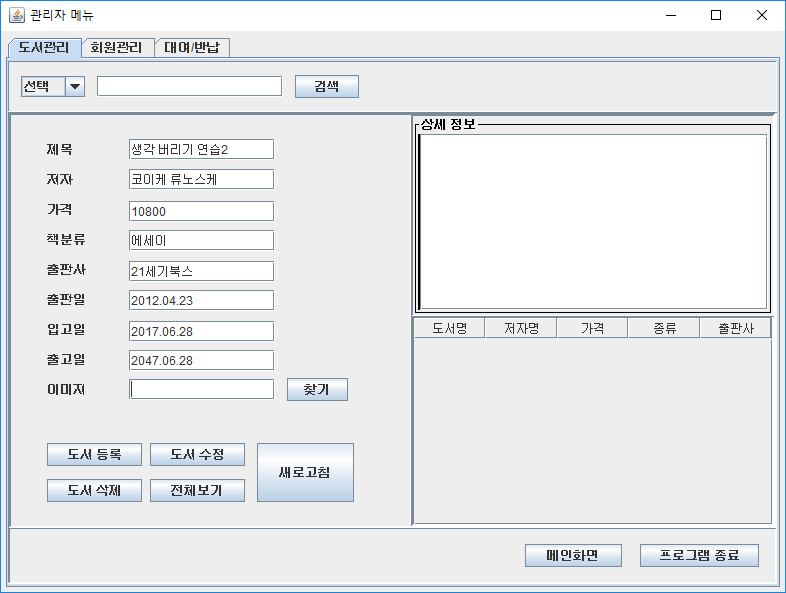 관리자 메뉴
도서관리 회원관리 대여/반납
선택 검색
제목 생각 버리기 연습2
저자 코이케 류노스케
가격 10800
책분류 에세이
출판사 21세기북스
출판일 2012.04.23
입고일 2017.06.28
출고일 2047.06.28
이미지 찾기
도서 등록 도서 수정
새로고침
도서 삭제 전체보기
상세 정보
도서명 저자명 가격 종류 출판사
메인화면 프로그램 종료